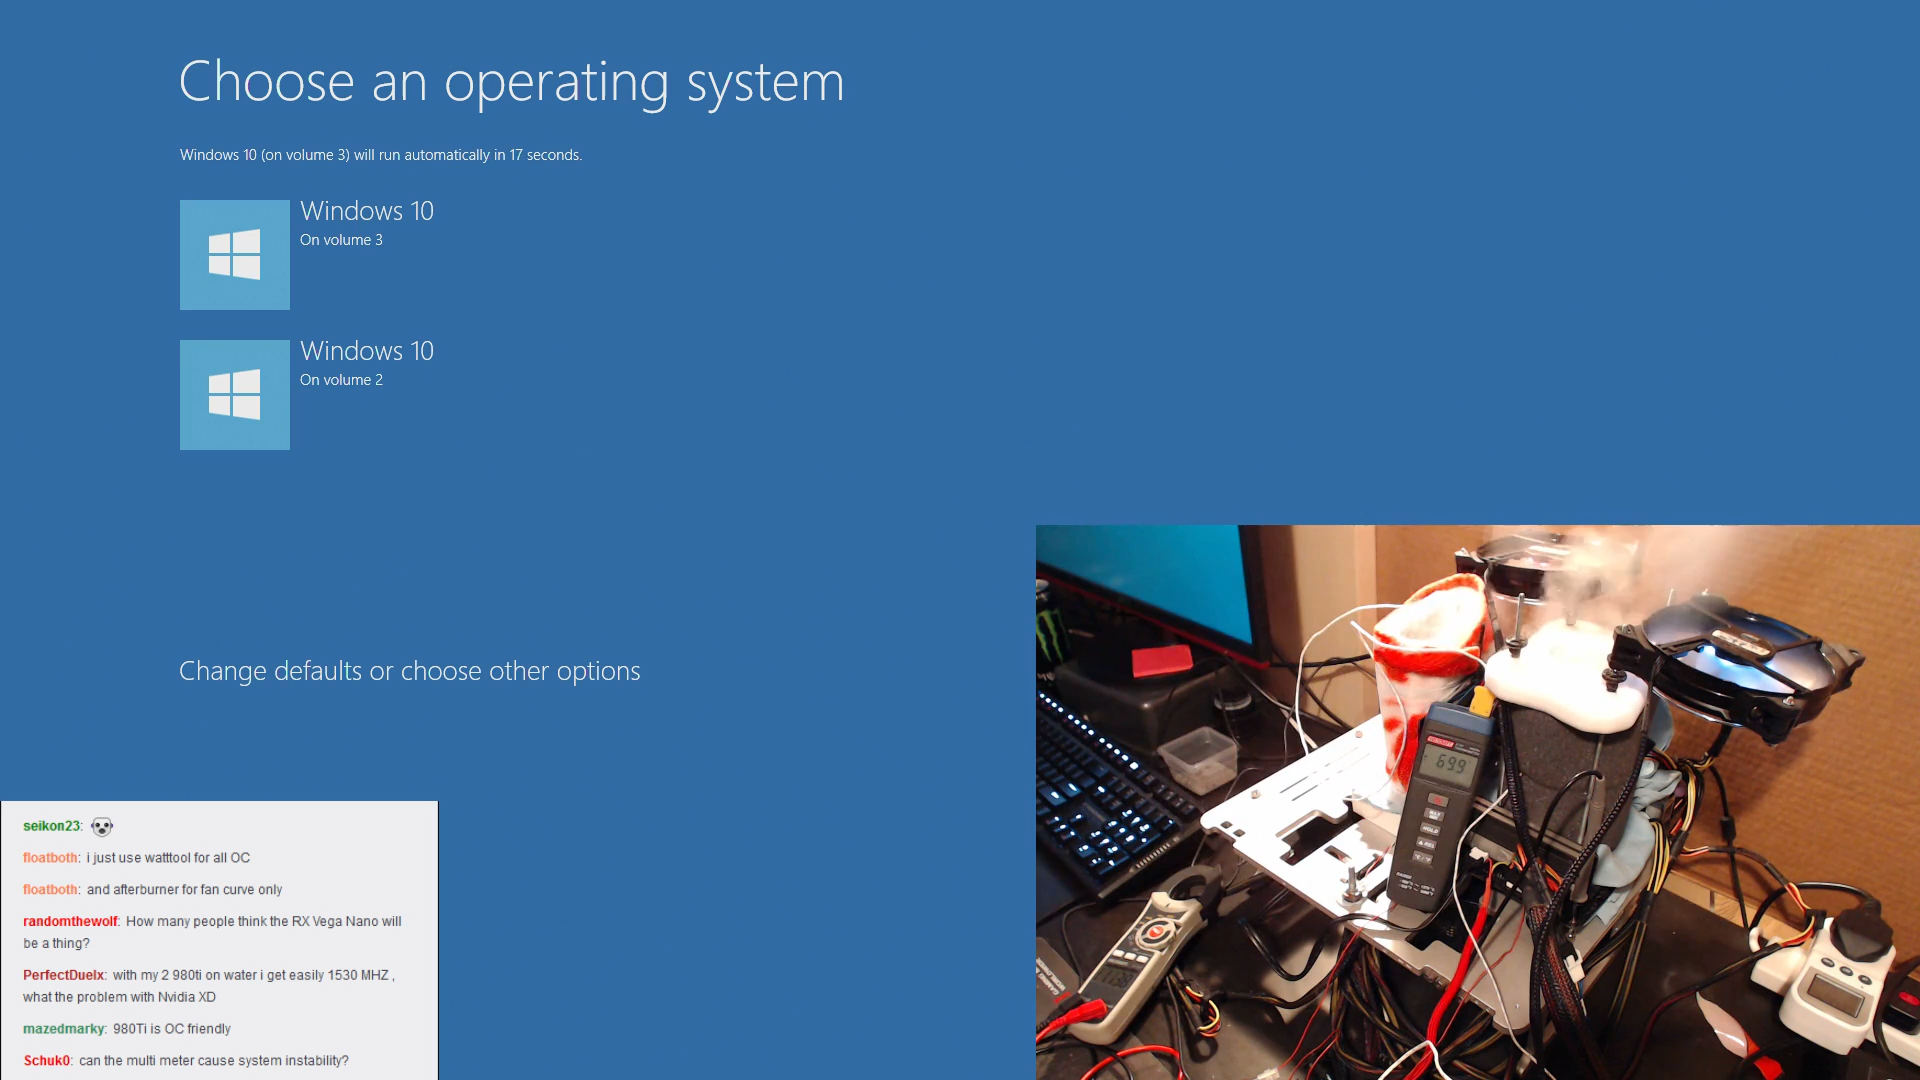 Choose an operating system
Windows 10 (on volume 3) will run automatically in 17 seconds.
Windows 10
On volume 3
Windows 10
On volume 2
Change defaults or choose other options
seikon23:
floatboth: i just use watttool for all OC
floatboth: and afterburner for fan curve only
randomthewolf: How many people think the RX Vega Nano will
be a thing?
PerfectDuelx: with my 2 980ti on water i get easily 1530 MHZ ,
what the problem with Nvidia XD
mazedmarky: 980Ti is OC friendly
Schuk0: can the multi meter cause system instability?
-69.9
HOLD